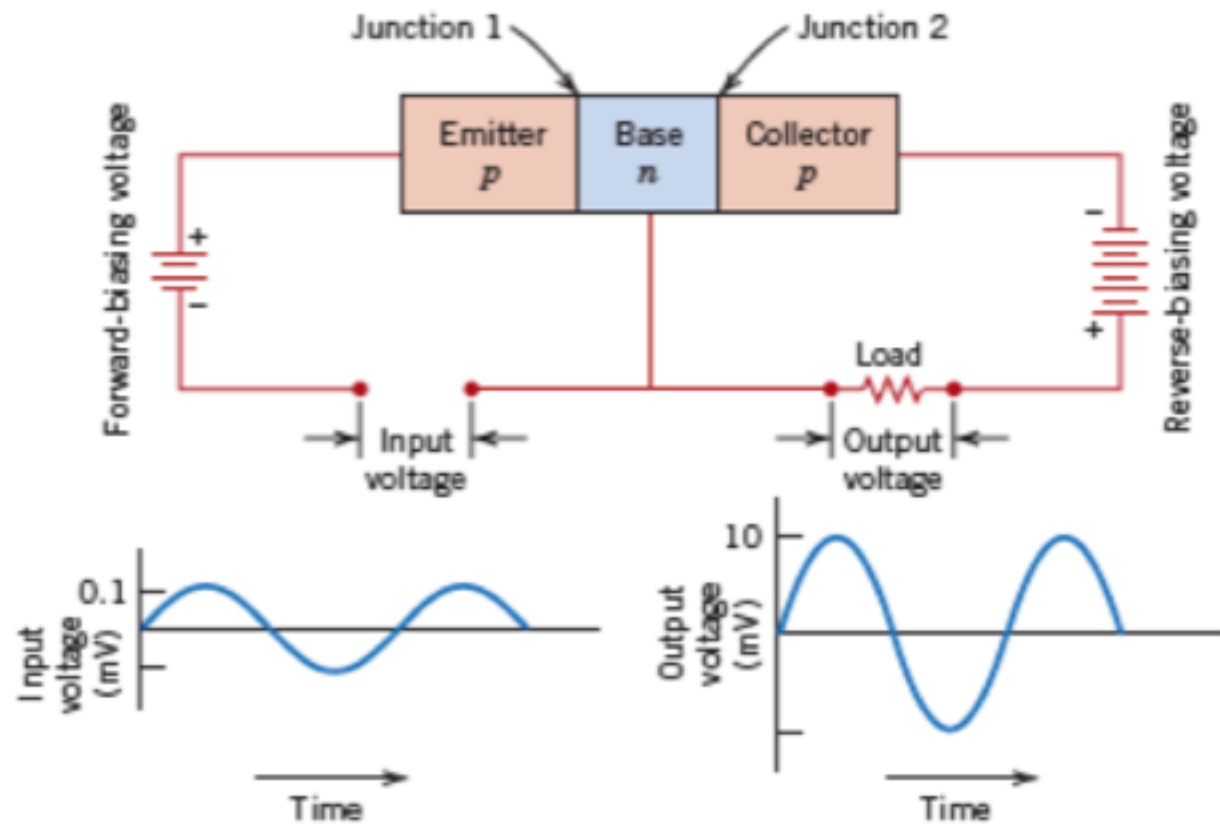 Junction 1
Junction 2
Emitter
p
Base
n
Collector
p
Forward-biasing voltage
+
−
−
+
Reverse-biasing voltage
Load
Input
voltage
Output
voltage
Input
voltage
(mV)
0.1
Time
Output
voltage
(mV)
10
Time